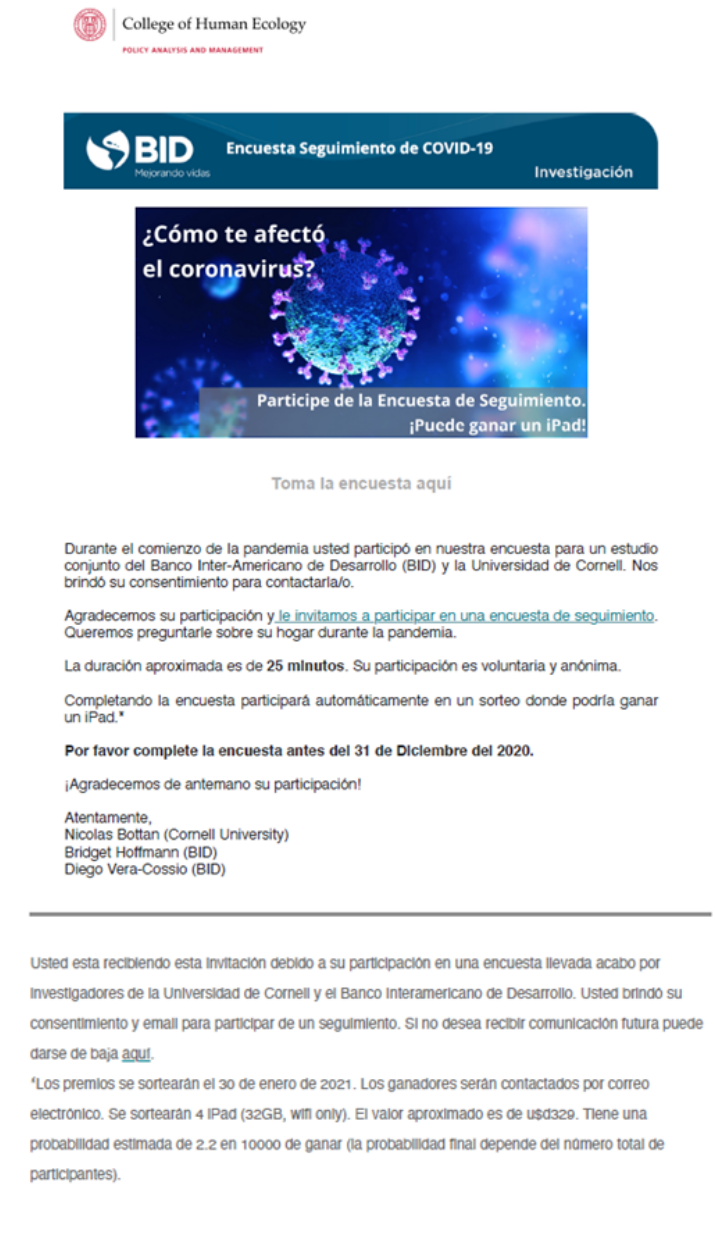 College of Human Ecology
POLICY ANALYSIS AND MANAGEMENT
BID
Mejorando vidas
Encuesta Seguimiento de COVID-19
Investigación
¿Cómo te afectó
el coronavirus?
Participe de la Encuesta de Seguimiento.
¡Puede ganar un iPad!
Toma la encuesta aquí
Durante el comienzo de la pandemia usted participó en nuestra encuesta para un estudio
conjunto del Banco Inter-Americano de Desarrollo (BID) y la Universidad de Cornell. Nos
brindó su consentimiento para contactarla/o.
Agradecemos su participación y le invitamos a participar en una encuesta de seguimiento.
Queremos preguntarle sobre su hogar durante la pandemia.
La duración aproximada es de 25 minutos. Su participación es voluntaria y anónima.
Completando la encuesta participará automáticamente en un sorteo donde podría ganar
un iPad.*
Por favor complete la encuesta antes del 31 de Diciembre del 2020.
¡Agradecemos de antemano su participación!
Atentamente,
Nicolas Bottan (Cornell University)
Bridget Hoffmann (BID)
Diego Vera-Cossio (BID)
Usted esta recibiendo esta invitación debido a su participación en una encuesta llevada acabo por
investigadores de la Universidad de Cornell y el Banco Interamericano de Desarrollo. Usted brindó su
consentimiento y email para participar de un seguimiento. Si no desea recibir comunicación futura puede
darse de baja aquí.
*Los premios se sortearán el 30 de enero de 2021. Los ganadores serán contactados por correo
electrónico. Se sortearán 4 iPad (32GB, wifi only). El valor aproximado es de u$d329. Tiene una
probabilidad estimada de 2.2 en 10000 de ganar (la probabilidad final depende del número total de
participantes).